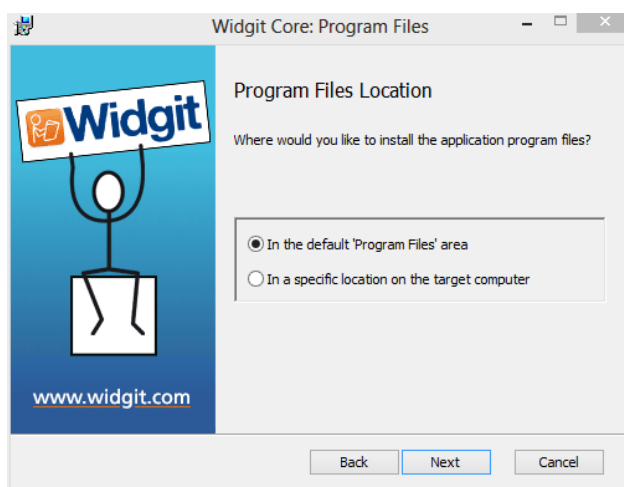 Widgit Core: Program Files
Widgit
Program Files Location
Where would you like to install the application program files?
In the default 'Program Files' area
In a specific location on the target computer
www.widgit.com
Back Next Cancel